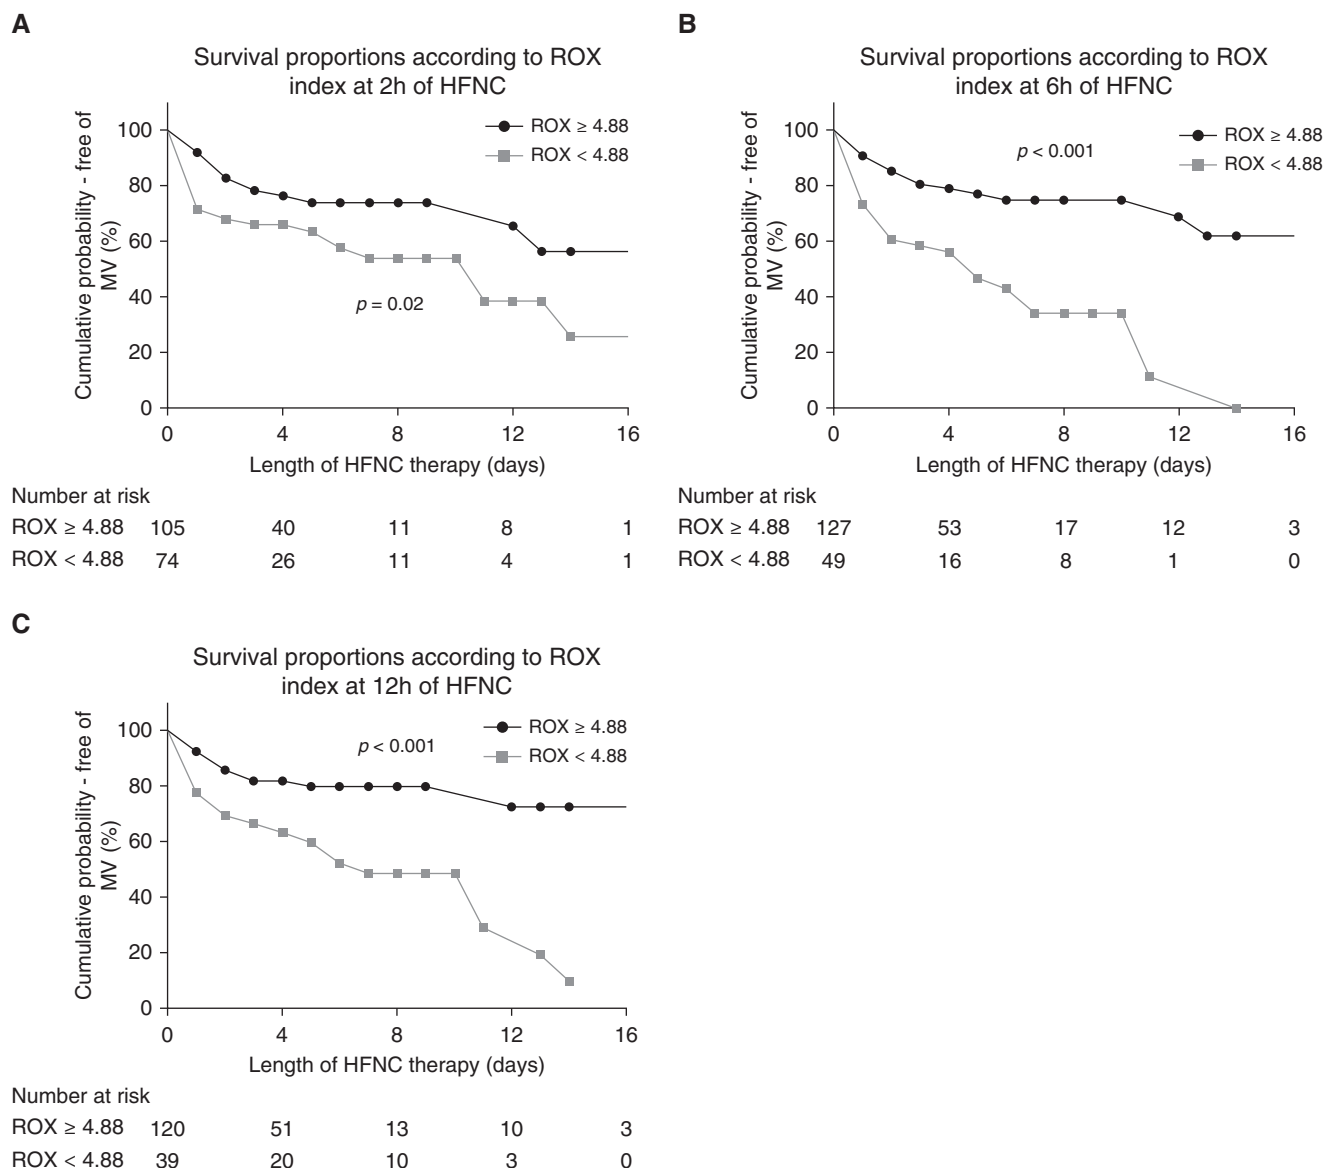 A
Survival proportions according to ROX
index at 2h of HFNC
Cumulative probability - free of
MV (%)
100
80
60
40
20
0
ROX ≥ 4.88
ROX < 4.88
p = 0.02
0 4 8 12 16
Length of HFNC therapy (days)
Number at risk
ROX ≥ 4.88 105 40 11 8 1
ROX < 4.88 74 26 11 4 1
B
Survival proportions according to ROX
index at 6h of HFNC
Cumulative probability - free of
MV (%)
100
80
60
40
20
0
p < 0.001
ROX ≥ 4.88
ROX < 4.88
0 4 8 12 16
Length of HFNC therapy (days)
Number at risk
ROX ≥ 4.88 127 53 17 12 3
ROX < 4.88 49 16 8 1 0
C
Survival proportions according to ROX
index at 12h of HFNC
Cumulative probability - free of
MV (%)
100
80
60
40
20
0
p < 0.001
ROX ≥ 4.88
ROX < 4.88
0 4 8 12 16
Length of HFNC therapy (days)
Number at risk
ROX ≥ 4.88 120 51 13 10 3
ROX < 4.88 39 20 10 3 0